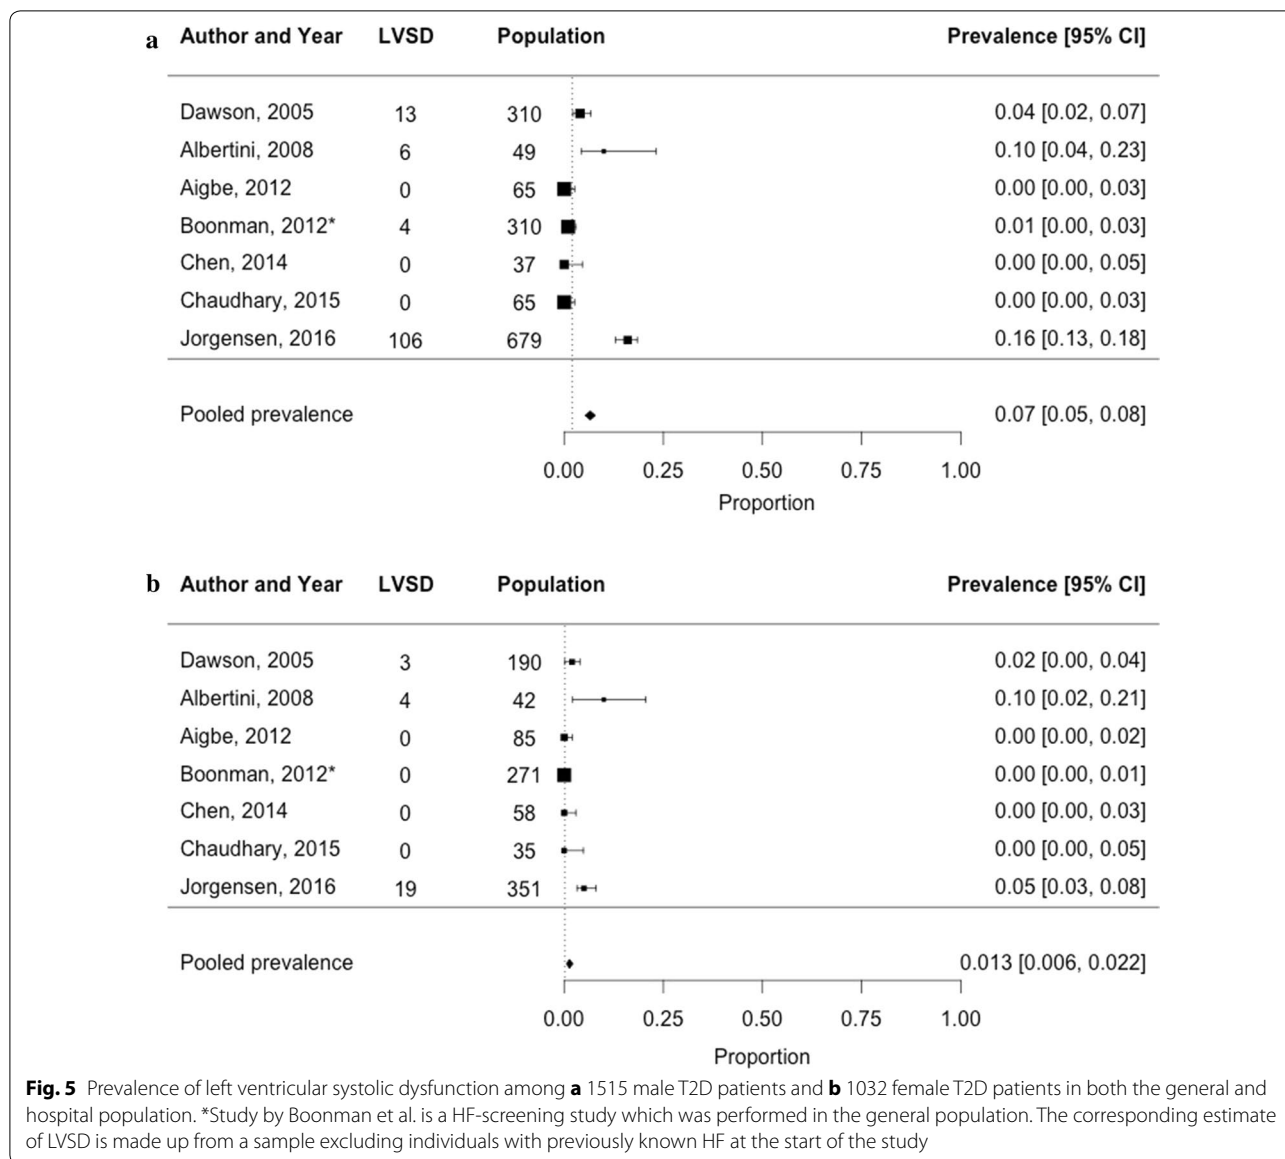 a Author and Year LVSD Population Prevalence [95% CI]
Dawson, 2005 13 310 0.04 [0.02, 0.07]
Albertini, 2008 6 49 0.10 [0.04, 0.23]
Aigbe, 2012 0 65 0.00 [0.00, 0.03]
Boonman, 2012* 4 310 0.01 [0.00, 0.03]
Chen, 2014 0 37 0.00 [0.00, 0.05]
Chaudhary, 2015 0 65 0.00 [0.00, 0.03]
Jorgensen, 2016 106 679 0.16 [0.13, 0.18]
Pooled prevalence 0.07 [0.05, 0.08]
0.00 0.25 0.50 0.75 1.00
Proportion
b Author and Year LVSD Population Prevalence [95% CI]
Dawson, 2005 3 190 0.02 [0.00, 0.04]
Albertini, 2008 4 42 0.10 [0.02, 0.21]
Aigbe, 2012 0 85 0.00 [0.00, 0.02]
Boonman, 2012* 0 271 0.00 [0.00, 0.01]
Chen, 2014 0 58 0.00 [0.00, 0.03]
Chaudhary, 2015 0 35 0.00 [0.00, 0.05]
Jorgensen, 2016 19 351 0.05 [0.03, 0.08]
Pooled prevalence 0.013 [0.006, 0.022]
0.00 0.25 0.50 0.75 1.00
Proportion
Fig. 5 Prevalence of left ventricular systolic dysfunction among a 1515 male T2D patients and b 1032 female T2D patients in both the general and
hospital population. *Study by Boonman et al. is a HF-screening study which was performed in the general population. The corresponding estimate
of LVSD is made up from a sample excluding individuals with previously known HF at the start of the study